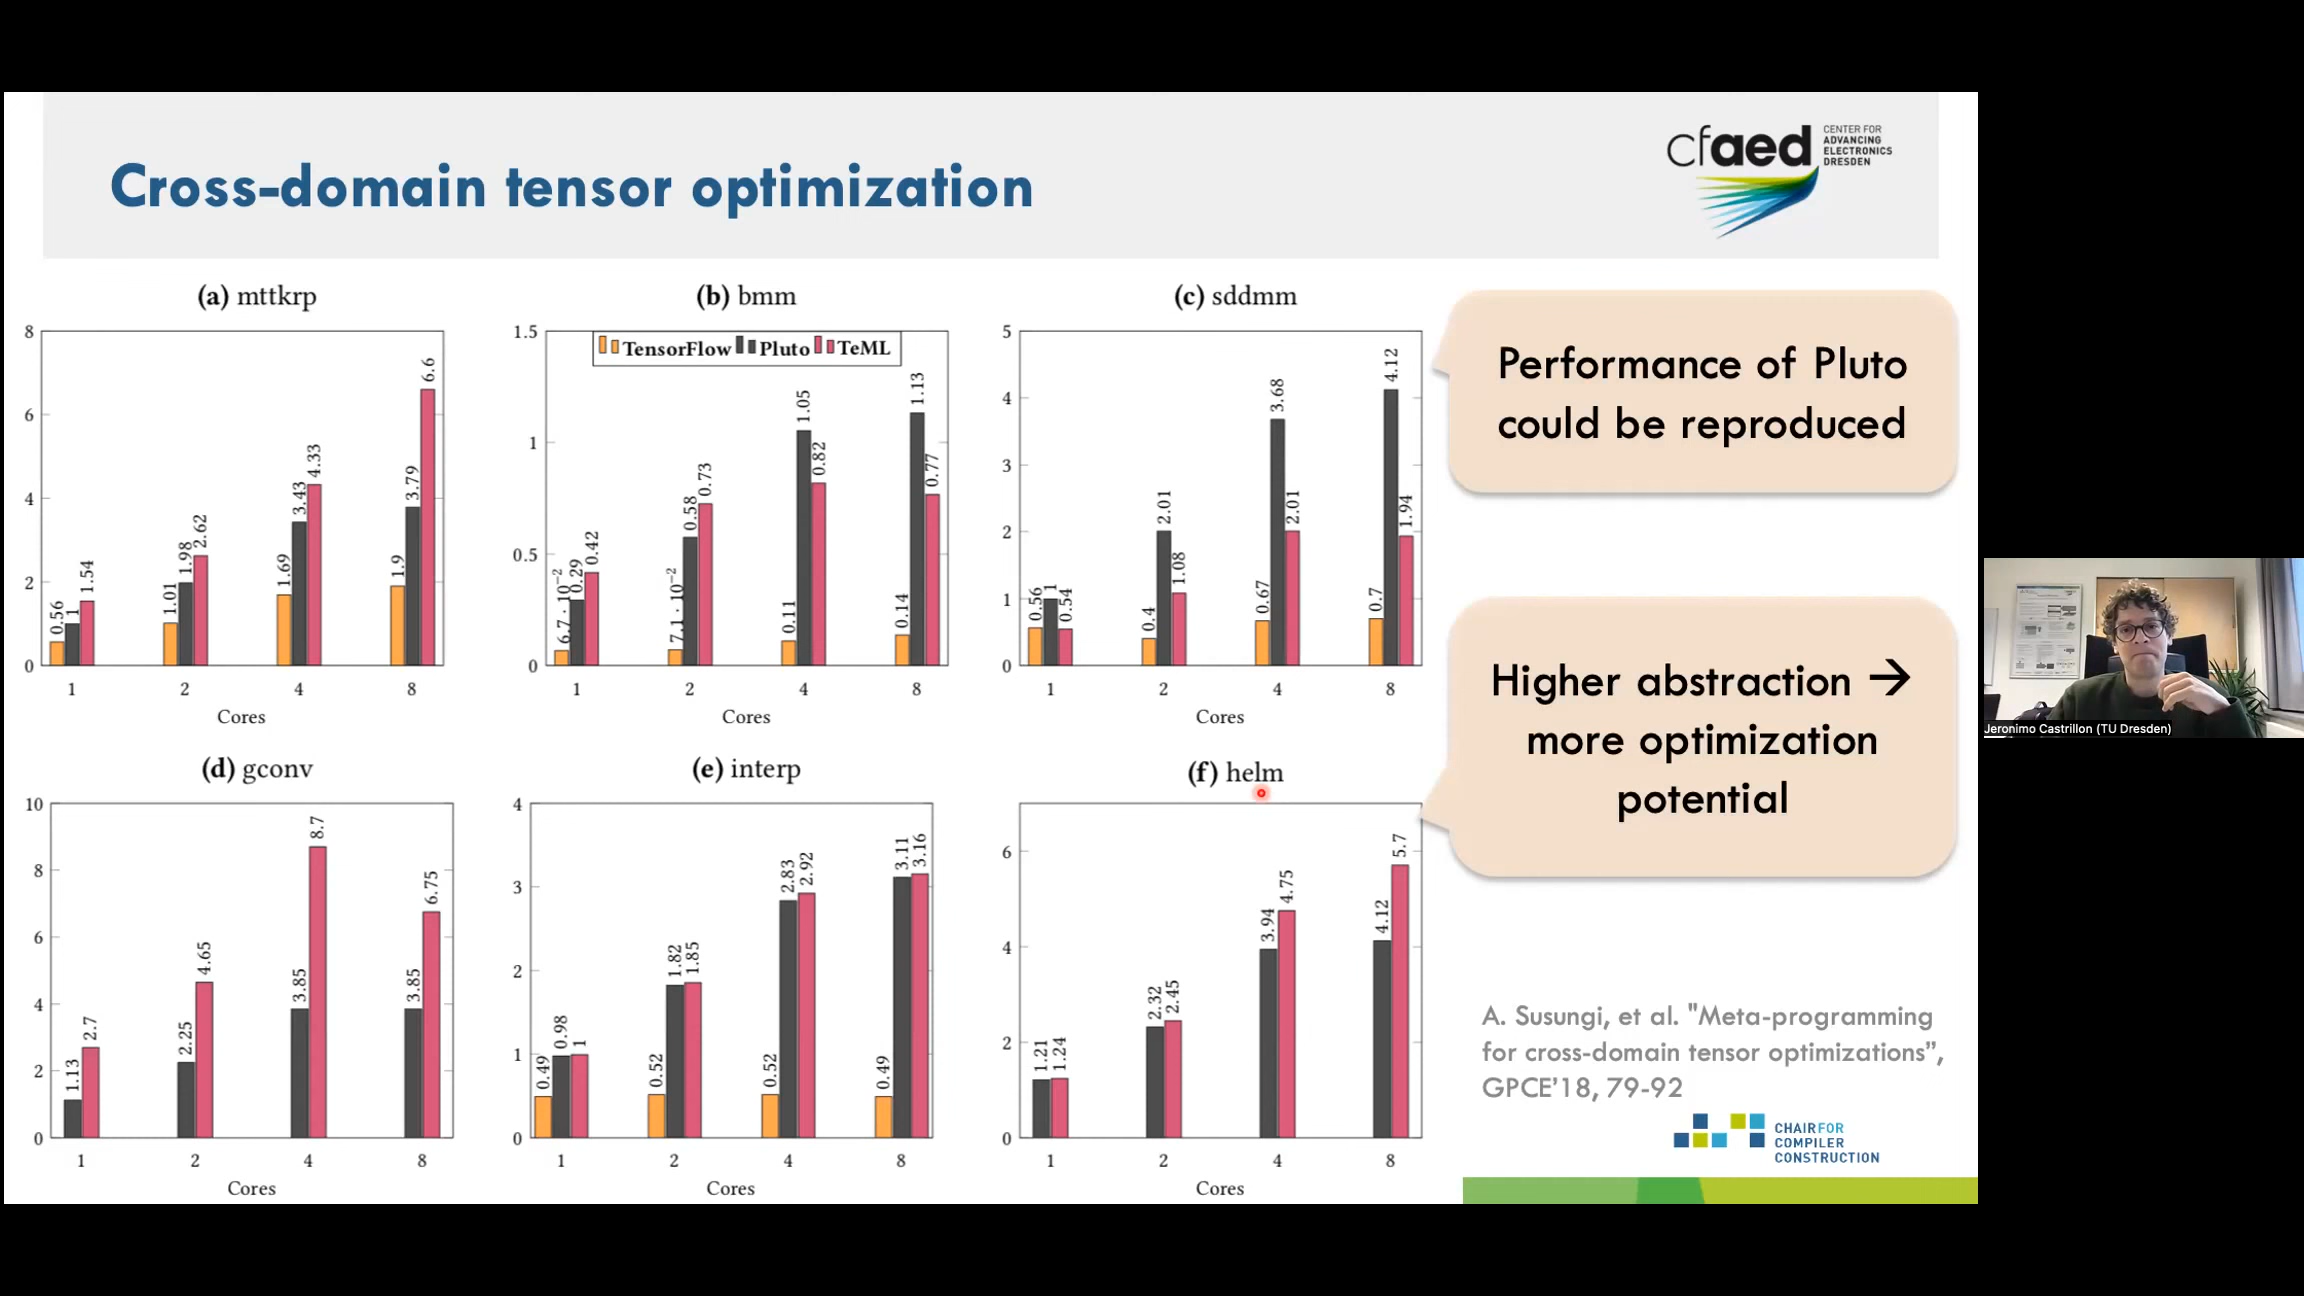 Cross-domain tensor optimization
cfaed
CENTER FOR
ADVANCING
ELECTRONICS
DRESDEN
(a) mttkrp
8
6
4
2
0
0.56
1
1.54
1.01
1.98
2.62
1.69
3.43
4.33
1.9
3.79
6.6
1 2 4 8
Cores
(b) bmm
TensorFlow Pluto TeML
1.5
1
0.5
0
6.7 · 10⁻²
0.29
0.42
7.1 · 10⁻²
0.58
0.73
0.11
1.05
0.82
0.14
1.13
0.77
1 2 4 8
Cores
(c) sddmm
5
4
3
2
1
0
0.56
1
0.54
0.4
2.01
1.08
0.67
3.68
2.01
0.7
4.12
1.94
1 2 4 8
Cores
Performance of Pluto
could be reproduced
(d) gconv
10
8
6
4
2
0
1.13
2.7
2.25
4.65
3.85
8.7
3.85
6.75
1 2 4 8
Cores
(e) interp
4
3
2
1
0
0.49
0.98
1
0.52
1.82
1.85
0.52
2.83
2.92
0.49
3.11
3.16
1 2 4 8
Cores
(f) helm
6
4
2
0
1.21
1.24
2.32
2.45
3.94
4.75
4.12
5.7
1 2 4 8
Cores
Higher abstraction →
more optimization
potential
A. Susungi, et al. "Meta-programming
for cross-domain tensor optimizations”,
GPCE’18, 79-92
CHAIR FOR
COMPILER
CONSTRUCTION
Jeronimo Castrillon (TU Dresden)